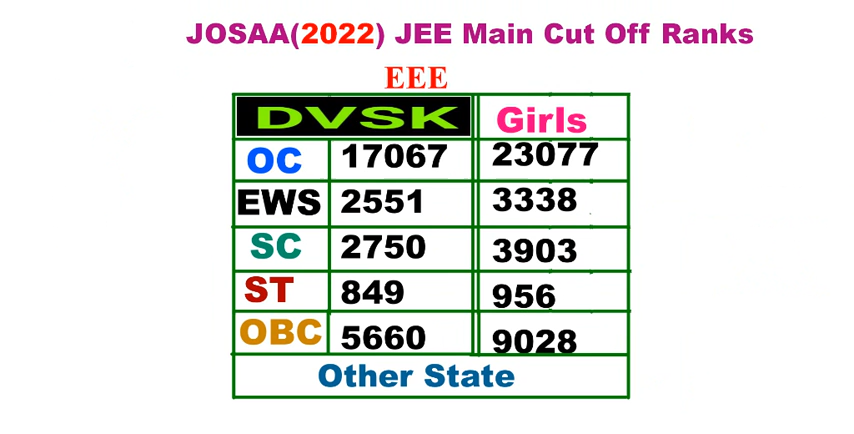 JOSAA(2022) JEE Main Cut Off Ranks
EEE
DVSK Girls
OC 17067 23077
EWS 2551 3338
SC 2750 3903
ST 849 956
OBC 5660 9028
Other State